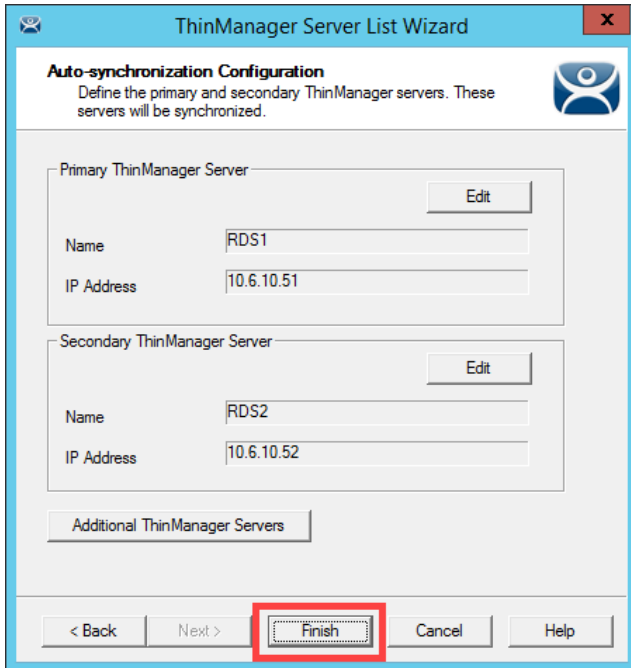 ThinManager Server List Wizard
x
Auto-synchronization Configuration
Define the primary and secondary ThinManager servers. These
servers will be synchronized.
Primary ThinManager Server
Edit
Name
RDS1
IP Address
10.6.10.51
Secondary ThinManager Server
Edit
Name
RDS2
IP Address
10.6.10.52
Additional ThinManager Servers
< Back
Next >
Finish
Cancel
Help